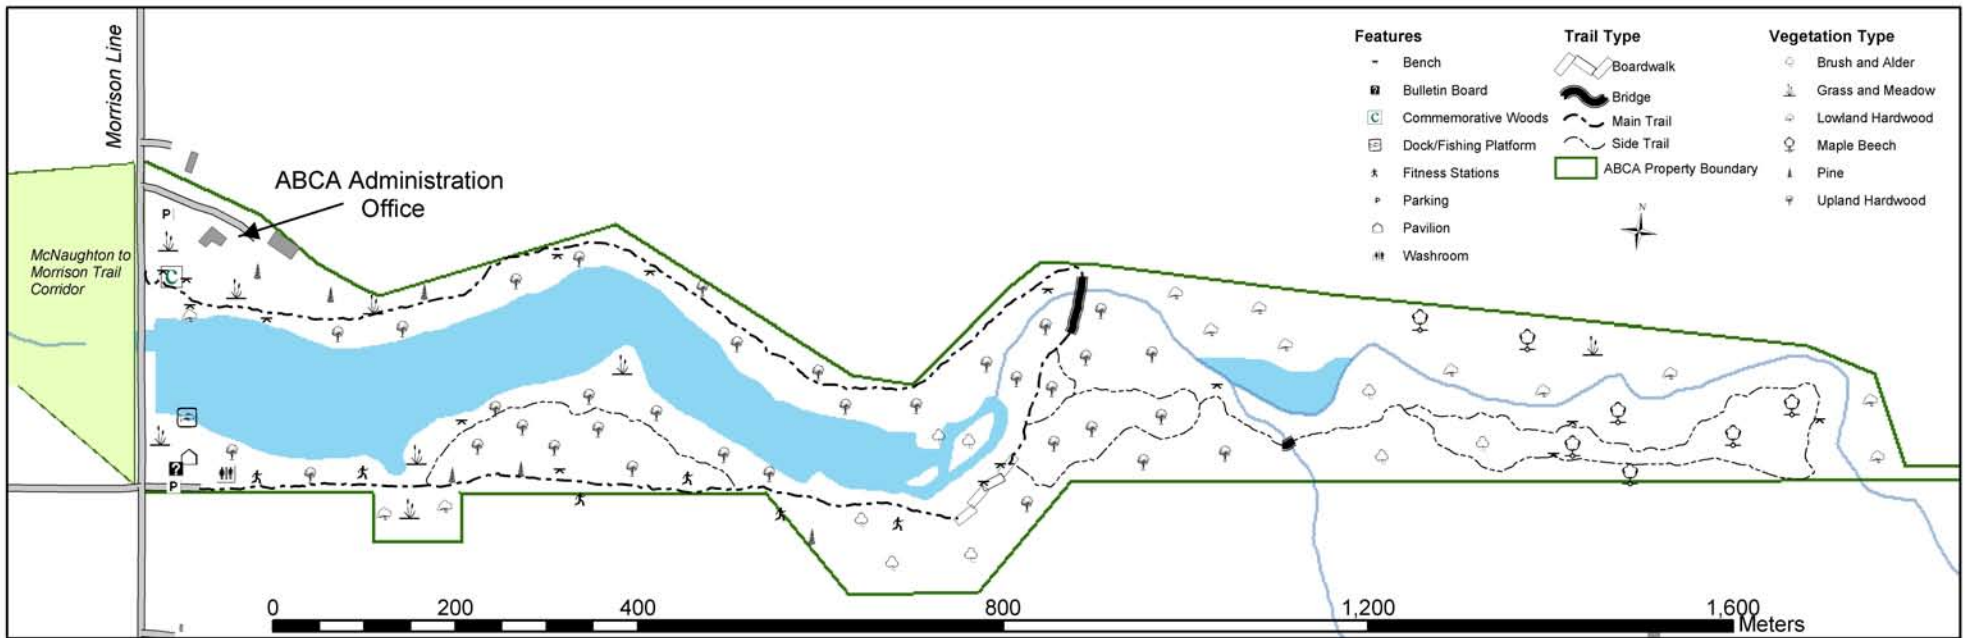 Morrison Line
ABCA Administration
Office
P
C
McNaughton to
Morrison Trail
Corridor
?
P
Features
Bench
? Bulletin Board
C Commemorative Woods
Dock/Fishing Platform
Fitness Stations
P Parking
Pavilion
Washroom
Trail Type
Boardwalk
Bridge
Main Trail
Side Trail
ABCA Property Boundary
N
Vegetation Type
Brush and Alder
Grass and Meadow
Lowland Hardwood
Maple Beech
Pine
Upland Hardwood
0 200 400 800 1,200 1,600
Meters